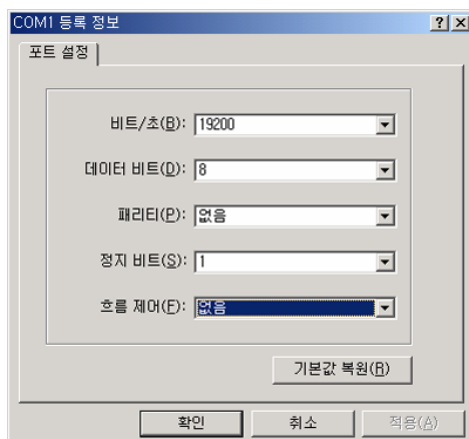 COM1 등록 정보
포트 설정
비트/초(B): 19200
데이터 비트(D): 8
패리티(P): 없음
정지 비트(S): 1
흐름 제어(F): 없음
기본값 복원(R)
확인 취소 적용(A)